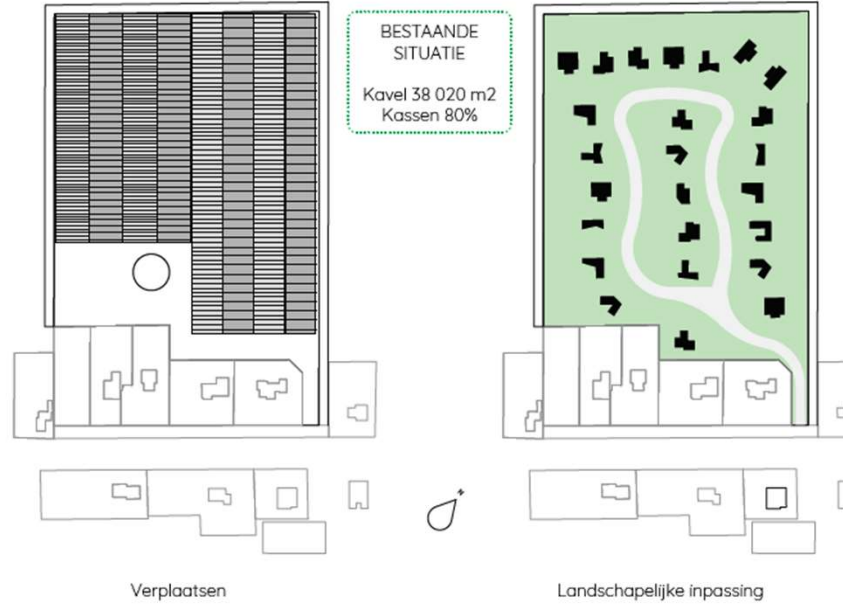 BESTAANDE
SITUATIE
Kavel 38 020 m2
Kassen 80%
Verplaatsen
Landschapelijke inpassing